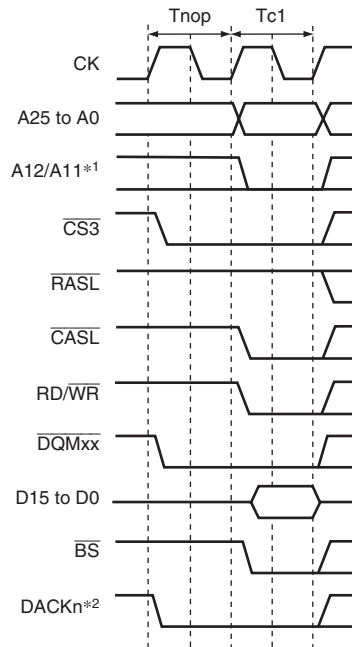 Tnop Tc1
CK
A25 to A0
A12/A11*1
CS3
RASL
CASL
RD/WR
DQMxx
D15 to D0
BS
DACKn*2